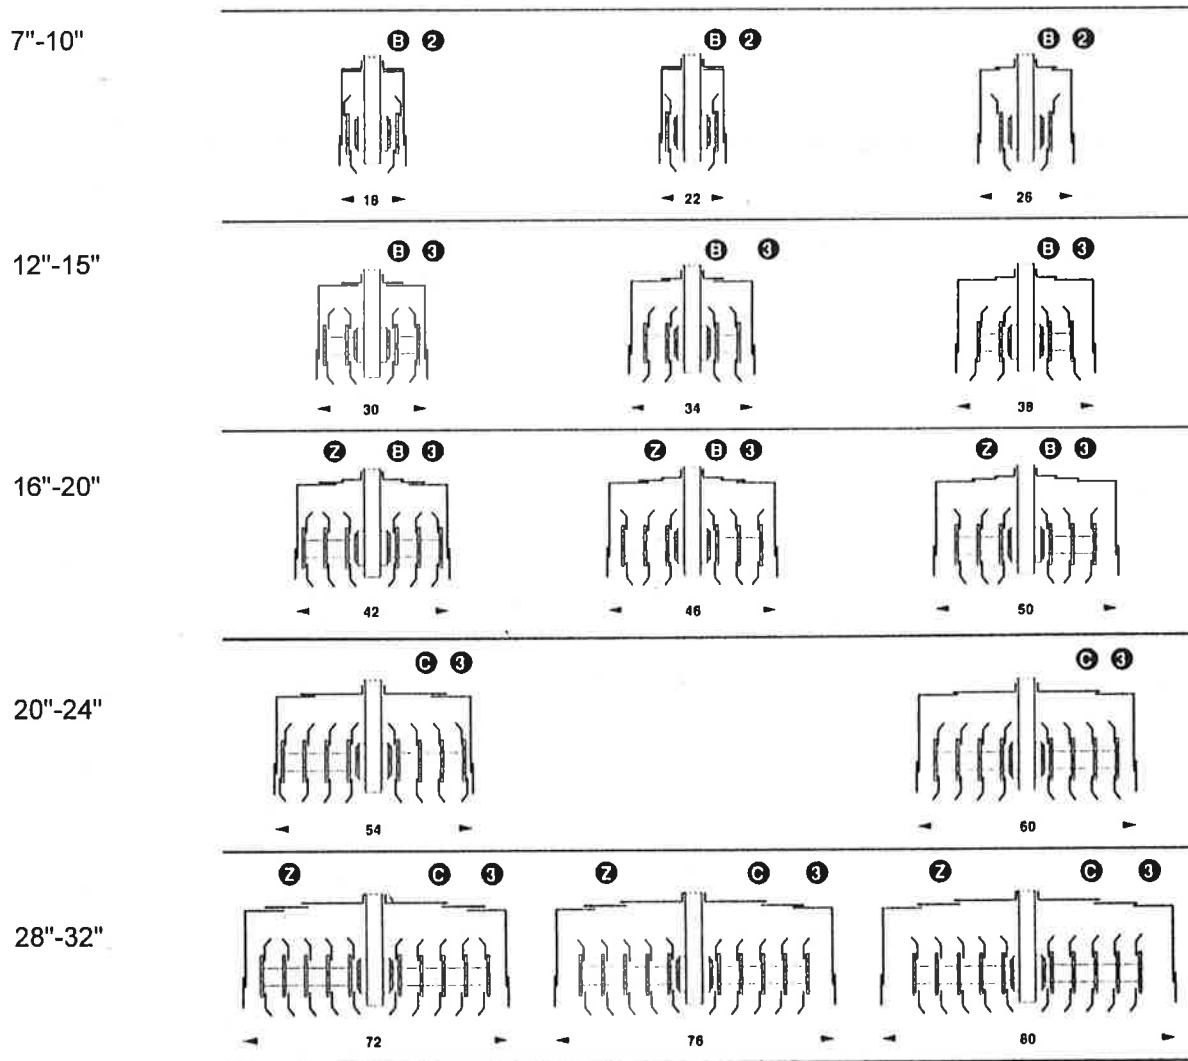 7"-10"
B 2 B 2 B 2
18 22 26
12"-15"
B 3 B 3 B 3
30 34 38
16"-20"
Z B 3 Z B 3 Z B 3
42 46 50
20"-24"
C 3 C 3
54 60
28"-32"
Z C 3 Z C 3 Z C 3
72 76 80